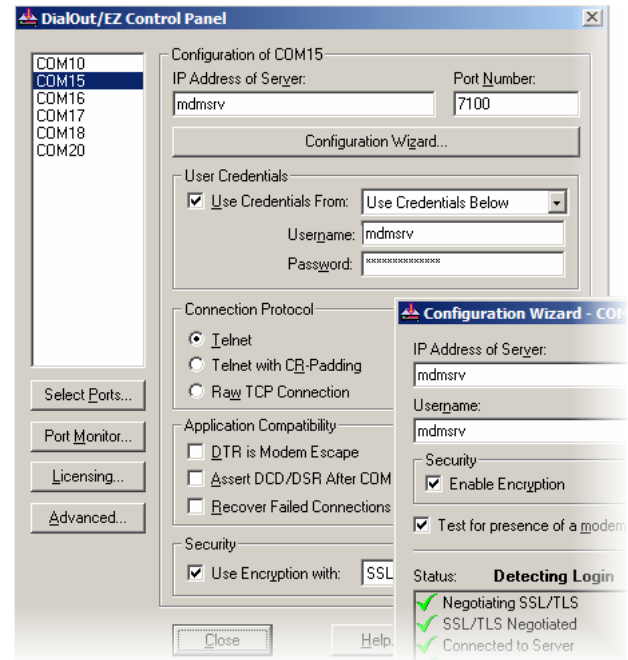 DialOut/EZ Control Panel
COM10
COM15
COM16
COM17
COM18
COM20
Select Ports...
Port Monitor...
Licensing...
Advanced...
Configuration of COM15
IP Address of Server:
Port Number:
mdmsrv
7100
Configuration Wizard...
User Credentials
Use Credentials From:
Use Credentials Below
Username:
mdmsrv
Password:
××××××××××××××
Connection Protocol
Telnet
Telnet with CR-Padding
Raw TCP Connection
Application Compatibility
DTR is Modem Escape
Assert DCD/DSR After COM
Recover Failed Connections
Security
Use Encryption with:
SSL
Close
Help.
Configuration Wizard - COM
IP Address of Server:
mdmsrv
Username:
mdmsrv
Security
Enable Encryption
Test for presence of a modem
Status:
Detecting Login
Negotiating SSL/TLS
SSL/TLS Negotiated
Connected to Server